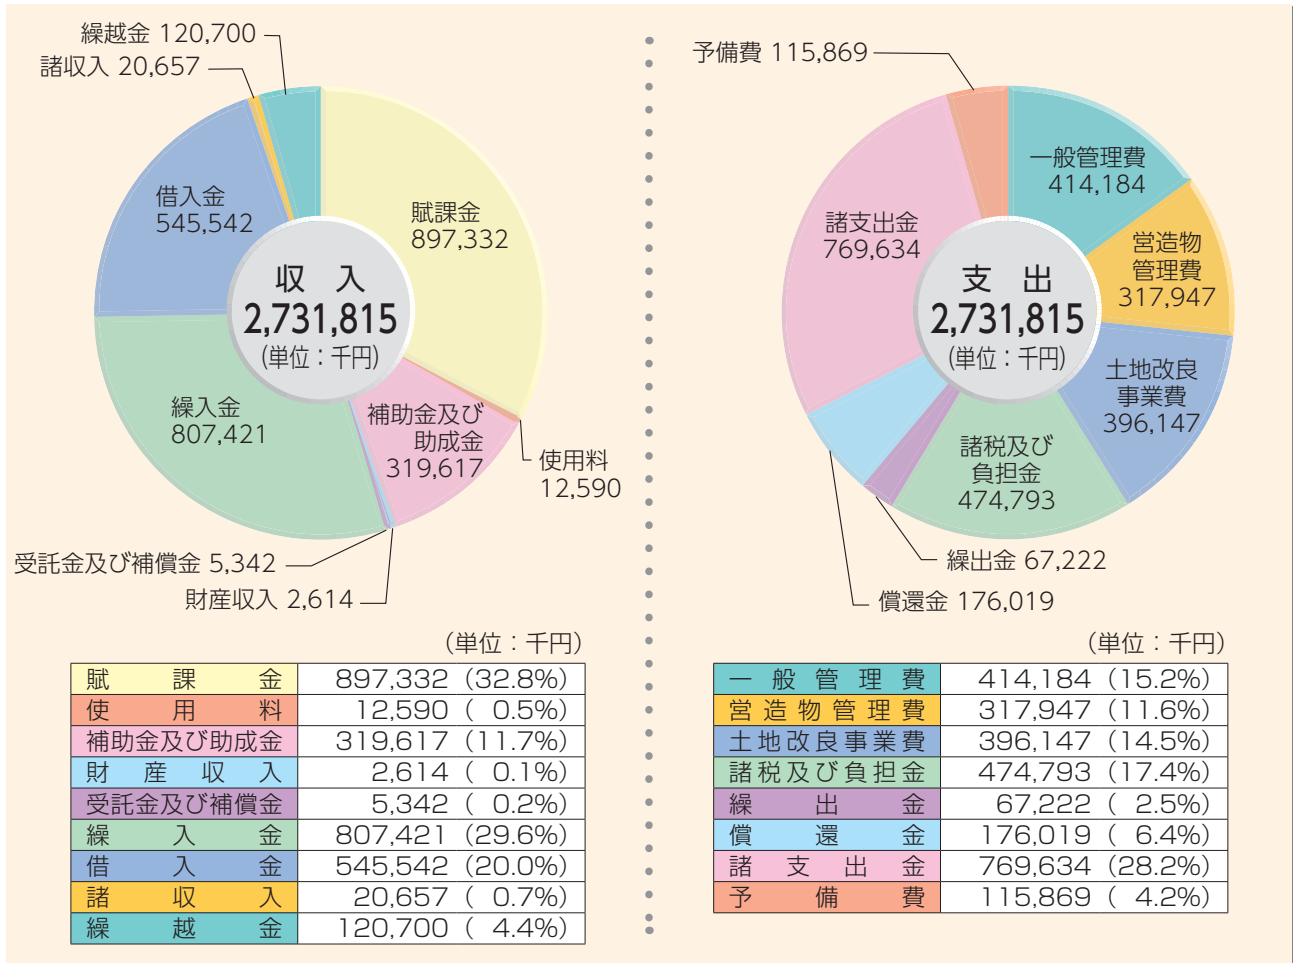 繰越金 120,700
諸収入 20,657
借入金
545,542
賦課金
897,332
収 入
2,731,815
(単位：千円)
繰入金
807,421
補助金及び
助成金
319,617
使用料
12,590
受託金及び補償金 5,342
財産収入 2,614
(単位：千円)
賦課金 897,332 (32.8%)
使用料 12,590 ( 0.5%)
補助金及び助成金 319,617 (11.7%)
財産収入 2,614 ( 0.1%)
受託金及び補償金 5,342 ( 0.2%)
繰入金 807,421 (29.6%)
借入金 545,542 (20.0%)
諸収入 20,657 ( 0.7%)
繰越金 120,700 ( 4.4%)
予備費 115,869
一般管理費
414,184
諸支出金
769,634
営造物
管理費
317,947
支 出
2,731,815
(単位：千円)
土地改良
事業費
396,147
諸税及び
負担金
474,793
繰出金 67,222
償還金 176,019
(単位：千円)
一般管理費 414,184 (15.2%)
営造物管理費 317,947 (11.6%)
土地改良事業費 396,147 (14.5%)
諸税及び負担金 474,793 (17.4%)
繰出金 67,222 ( 2.5%)
償還金 176,019 ( 6.4%)
諸支出金 769,634 (28.2%)
予備費 115,869 ( 4.2%)